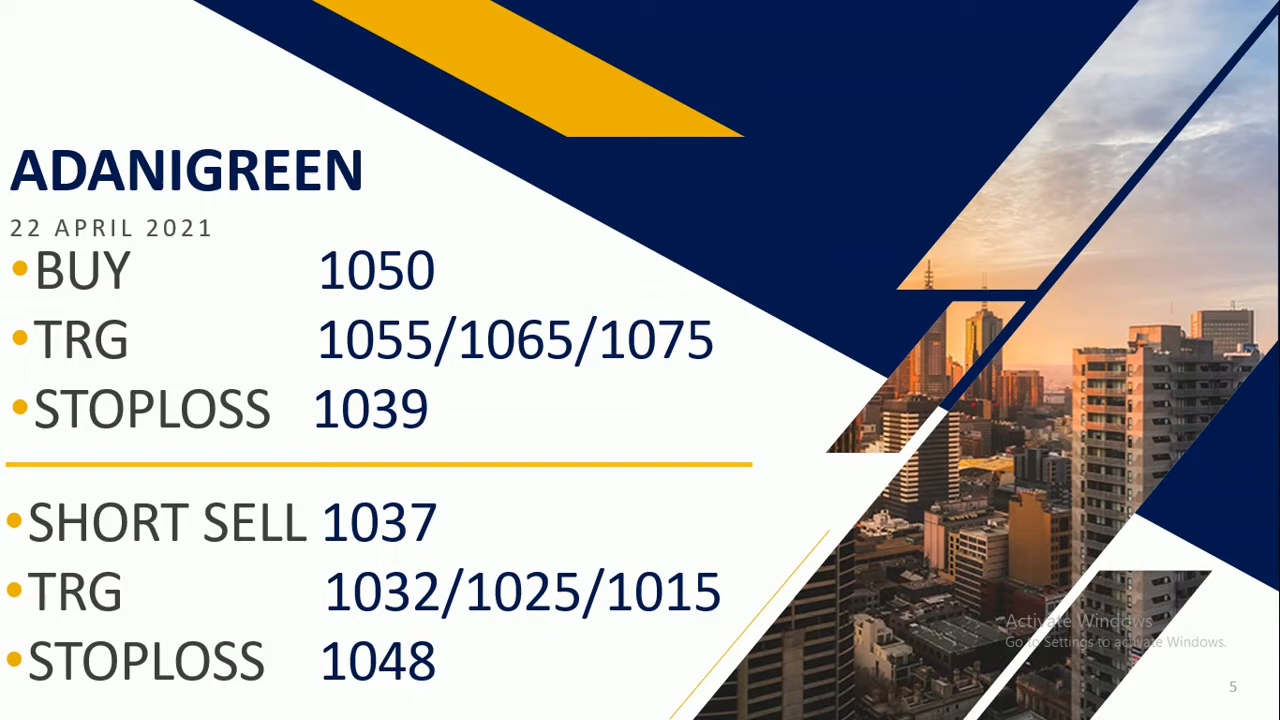 ADANIGREEN
22 APRIL 2021
•BUY 1050
•TRG 1055/1065/1075
•STOPLOSS 1039
•SHORT SELL 1037
•TRG 1032/1025/1015
•STOPLOSS 1048
Activate Windows
Go to Settings to activate Windows.
5